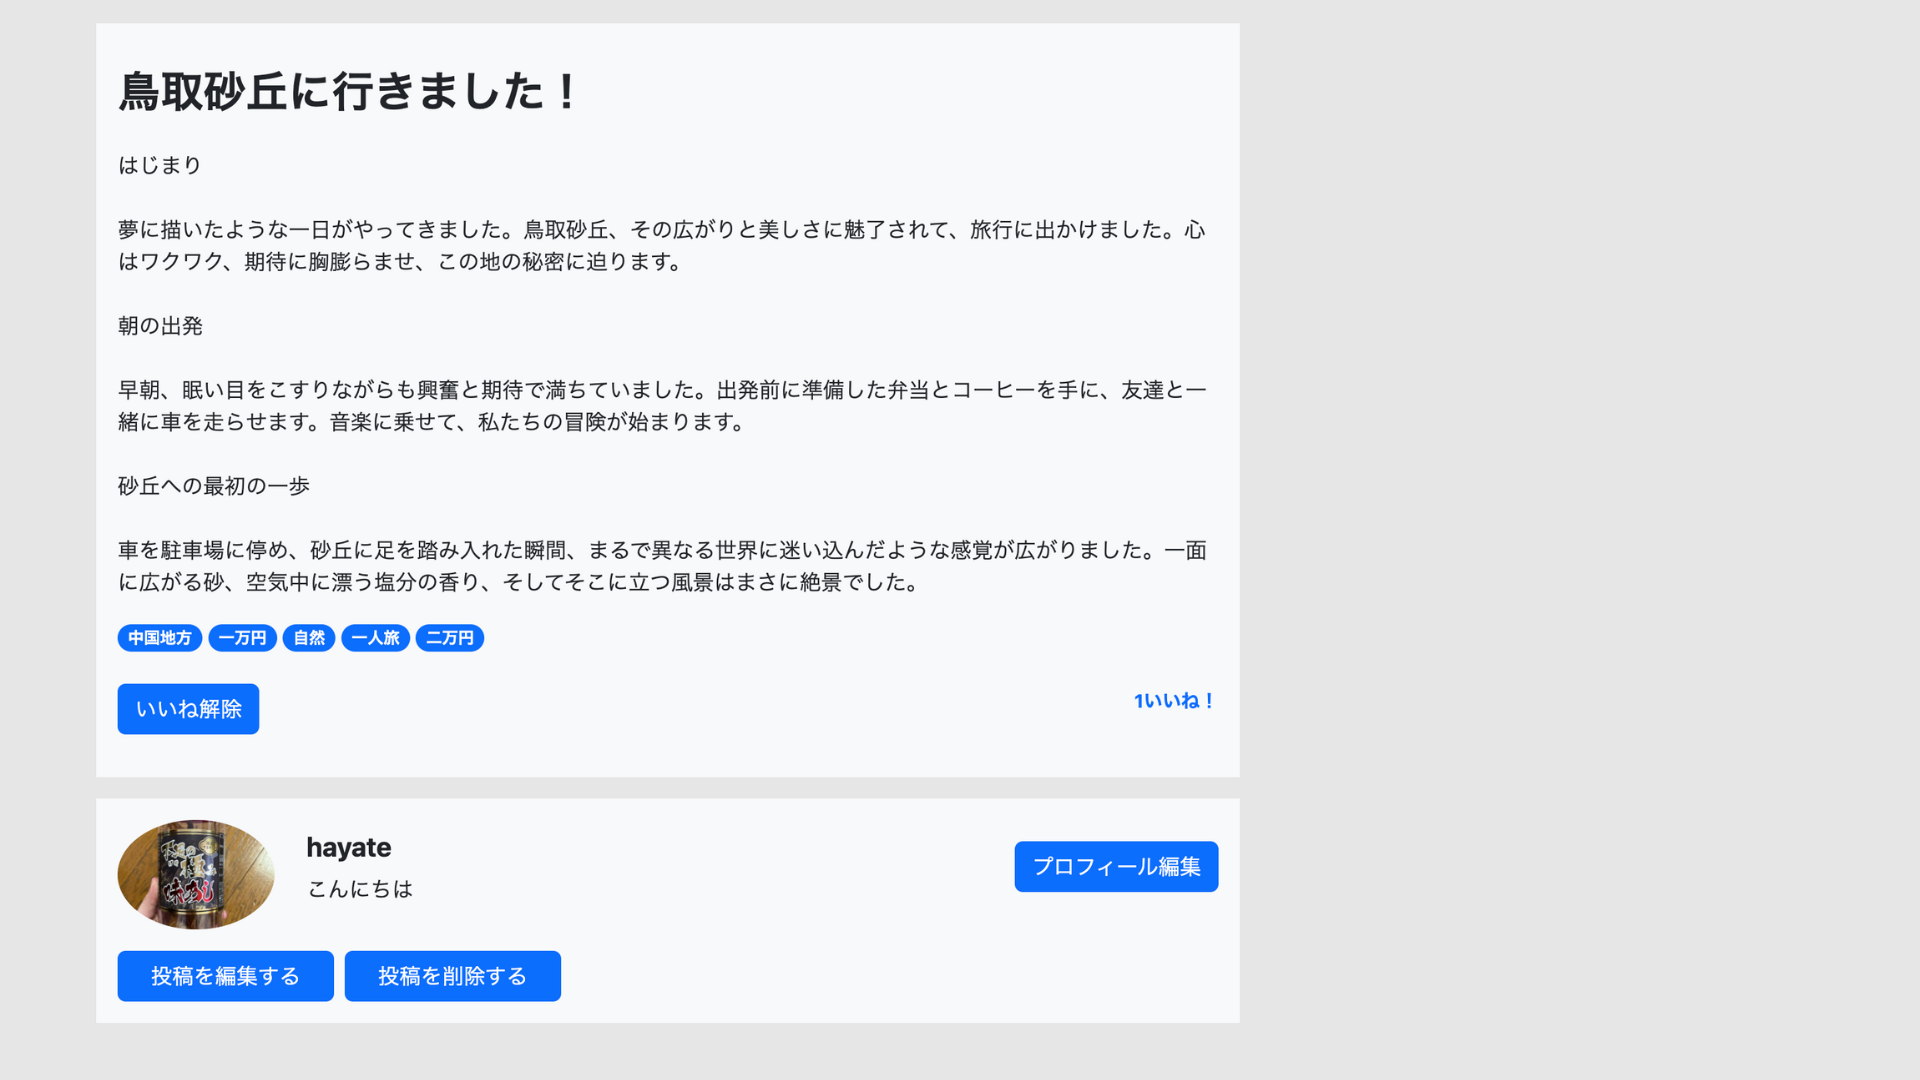 鳥取砂丘に行きました！
はじまり
夢に描いたような一日がやってきました。鳥取砂丘、その広がりと美しさに魅了されて、旅行に出かけました。心
はワクワク、期待に胸膨らませ、この地の秘密に迫ります。
朝の出発
早朝、眠い目をこすりながらも興奮と期待で満ちていました。出発前に準備した弁当とコーヒーを手に、友達と一
緒に車を走らせます。音楽に乗せて、私たちの冒険が始まります。
砂丘への最初の一歩
車を駐車場に停め、砂丘に足を踏み入れた瞬間、まるで異なる世界に迷い込んだような感覚が広がりました。一面
に広がる砂、空気中に漂う塩分の香り、そしてそこに立つ風景はまさに絶景でした。
中国地方 一万円 自然 一人旅 二万円
いいね解除 1いいね！
hayate
こんにちは
プロフィール編集
投稿を編集する 投稿を削除する